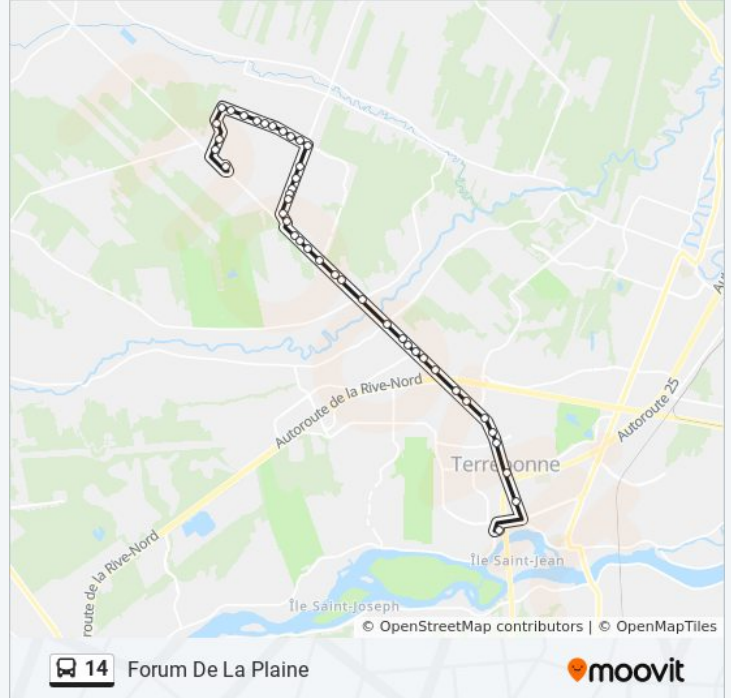 Autoroute de la Rive-Nord
Autoroute 25
Terrebonne
route de la Rive-Nord
Île Saint-Jean
Île Saint-Joseph
© OpenStreetMap contributors | © OpenMapTiles
14 Forum De La Plaine
moovit